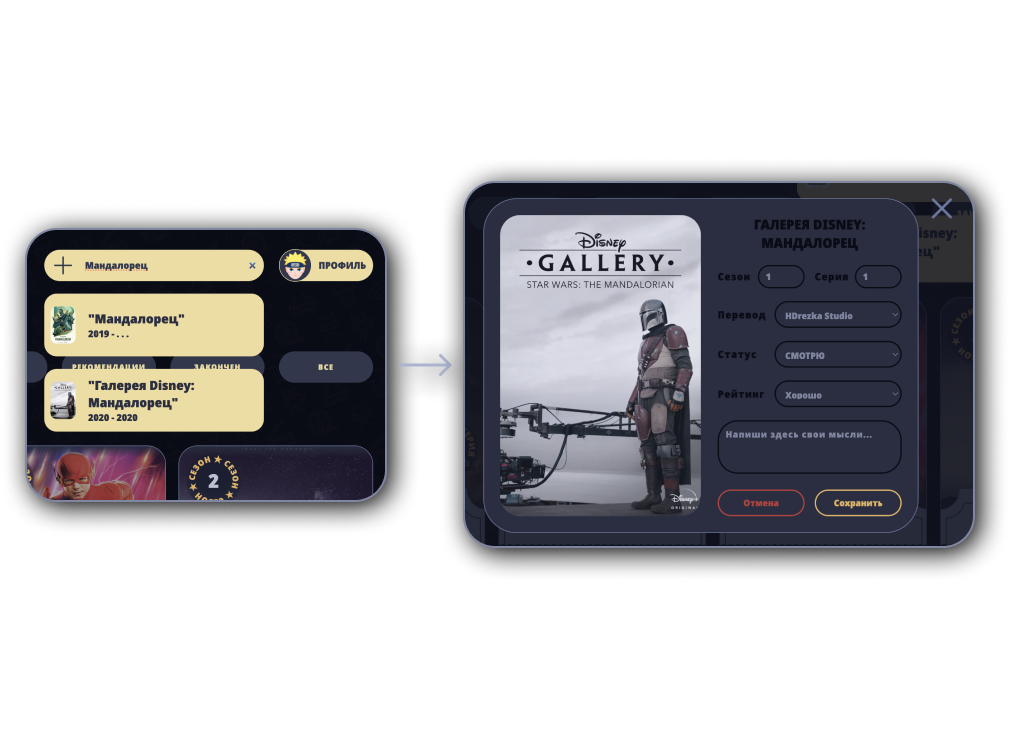 Мандалорец
ПРОФИЛЬ
"Мандалорец"
2019 - . . .
РЕКОМЕНДАЦИИ
ЗАКОНЧЕН
ВСЕ
"Галерея Disney:
Мандалорец"
2020 - 2020
СЕЗОН ★ СЕЗОН
2
Disney
GALLERY
STAR WARS: THE MANDALORIAN
Disney+
ORIGINAL
ГАЛЕРЕЯ DISNEY:
МАНДАЛОРЕЦ
Сезон 1 Серия 1
Перевод HDrezka Studio
Статус СМОТРЮ
Рейтинг Хорошо
Напиши здесь свои мысли...
Отмена Сохранить